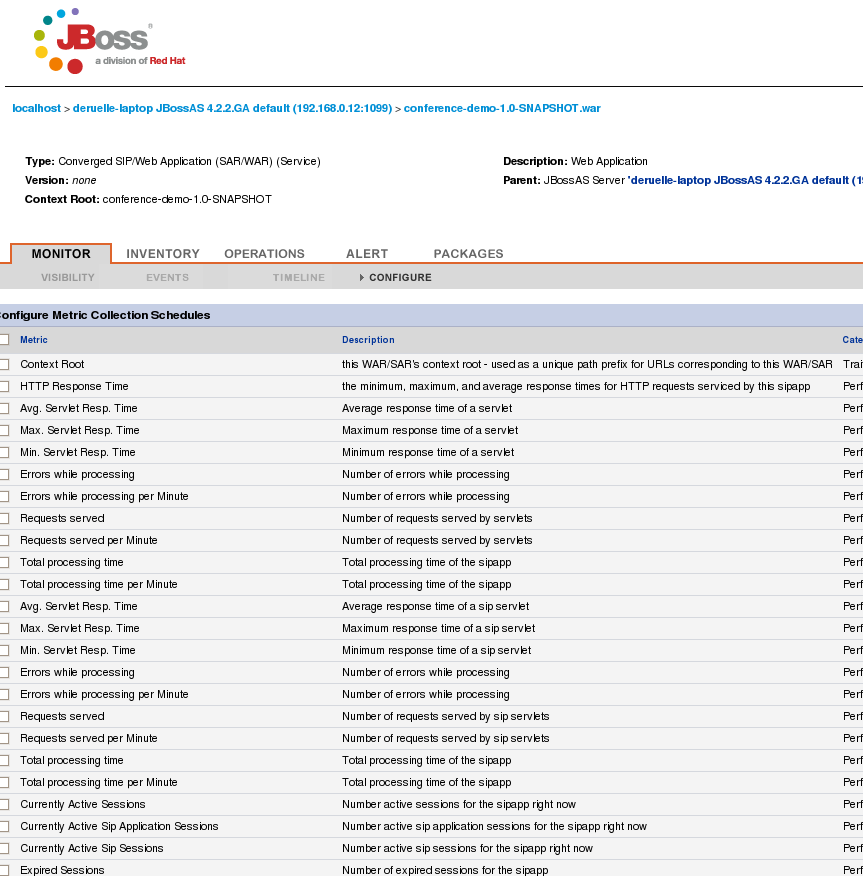 JBoss®
a division of Red Hat
localhost > deruelle-laptop JBossAS 4.2.2.GA default (192.168.0.12:1099) > conference-demo-1.0-SNAPSHOT.war
Type: Converged SIP/Web Application (SAR/WAR) (Service) Description: Web Application
Version: none Parent: JBossAS Server 'deruelle-laptop JBossAS 4.2.2.GA default (1
Context Root: conference-demo-1.0-SNAPSHOT
MONITOR INVENTORY OPERATIONS ALERT PACKAGES
VISIBILITY EVENTS TIMELINE CONFIGURE
onfigure Metric Collection Schedules
Metric Description Cate
Context Root this WAR/SAR's context root - used as a unique path prefix for URLs corresponding to this WAR/SAR Trai
HTTP Response Time the minimum, maximum, and average response times for HTTP requests serviced by this sipapp Perf
Avg. Servlet Resp. Time Average response time of a servlet Perf
Max. Servlet Resp. Time Maximum response time of a servlet Perf
Min. Servlet Resp. Time Minimum response time of a servlet Perf
Errors while processing Number of errors while processing Perf
Errors while processing per Minute Number of errors while processing Perf
Requests served Number of requests served by servlets Perf
Requests served per Minute Number of requests served by servlets Perf
Total processing time Total processing time of the sipapp Perf
Total processing time per Minute Total processing time of the sipapp Perf
Avg. Servlet Resp. Time Average response time of a sip servlet Perf
Max. Servlet Resp. Time Maximum response time of a sip servlet Perf
Min. Servlet Resp. Time Minimum response time of a sip servlet Perf
Errors while processing Number of errors while processing Perf
Errors while processing per Minute Number of errors while processing Perf
Requests served Number of requests served by sip servlets Perf
Requests served per Minute Number of requests served by sip servlets Perf
Total processing time Total processing time of the sipapp Perf
Total processing time per Minute Total processing time of the sipapp Perf
Currently Active Sessions Number active sessions for the sipapp right now Perf
Currently Active Sip Application Sessions Number active sip application sessions for the sipapp right now Perf
Currently Active Sip Sessions Number active sip sessions for the sipapp right now Perf
Expired Sessions Number of expired sessions for the sipapp Perf